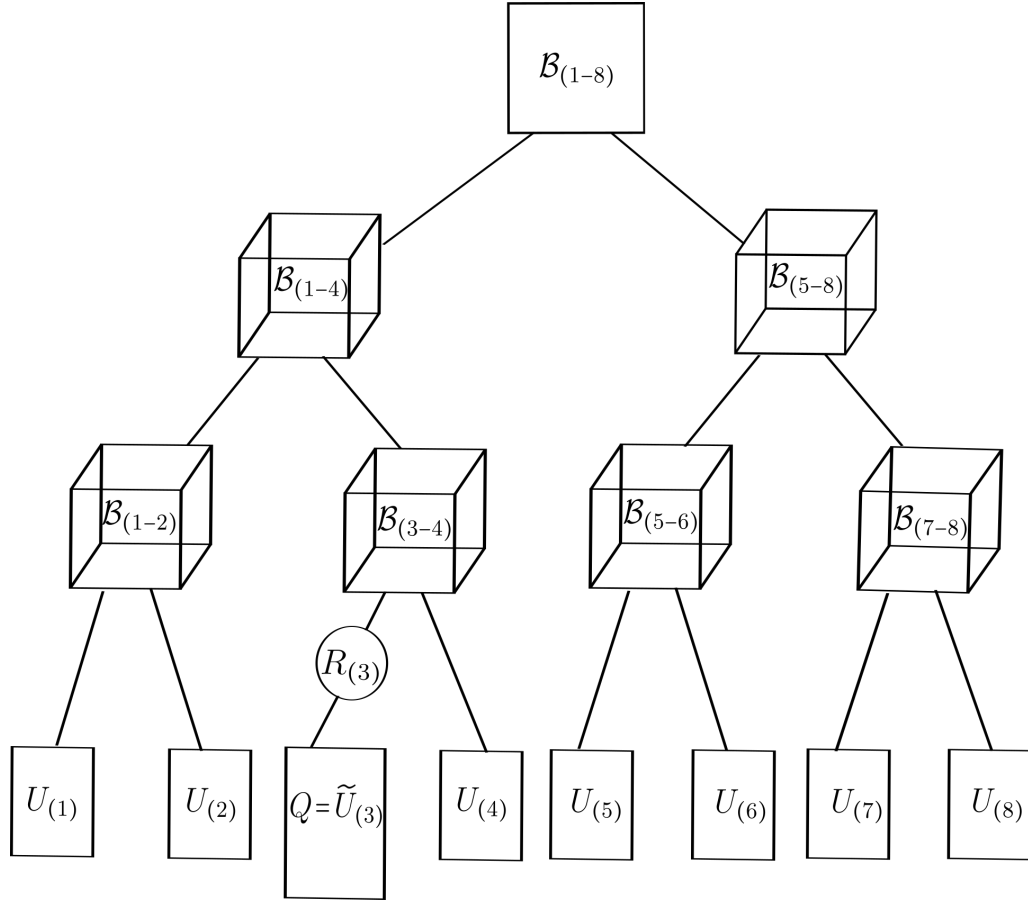 ℬ(1–8)
ℬ(1–4)
ℬ(5–8)
ℬ(1–2)
ℬ(3–4)
ℬ(5–6)
ℬ(7–8)
R(3)
U(1)
U(2)
Q=Ũ(3)
U(4)
U(5)
U(6)
U(7)
U(8)